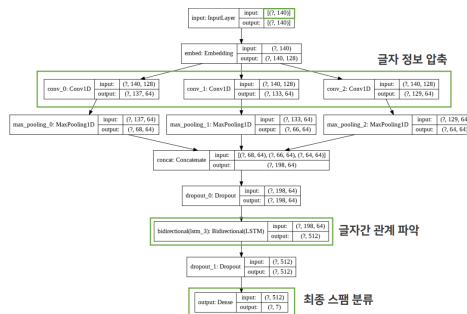 input: InputLayer input: [(?, 140)]
output: [(?, 140)]
embed: Embedding input: (?, 140)
output: (?, 140, 128)
글자 정보 압축
conv_0: Conv1D input: (?, 140, 128)
output: (?, 137, 64)
conv_1: Conv1D input: (?, 140, 128)
output: (?, 133, 64)
conv_2: Conv1D input: (?, 140, 128)
output: (?, 129, 64)
max_pooling_0: MaxPooling1D input: (?, 137, 64)
output: (?, 68, 64)
max_pooling_1: MaxPooling1D input: (?, 133, 64)
output: (?, 66, 64)
max_pooling_2: MaxPooling1D input: (?, 129, 64)
output: (?, 64, 64)
concat: Concatenate input: [(?, 68, 64), (?, 66, 64), (?, 64, 64)]
output: (?, 198, 64)
dropout_0: Dropout input: (?, 198, 64)
output: (?, 198, 64)
bidirectional(lstm_3): Bidirectional(LSTM) input: (?, 198, 64)
output: (?, 512)
글자간 관계 파악
dropout_1: Dropout input: (?, 512)
output: (?, 512)
output: Dense input: (?, 512)
output: (?, 7)
최종 스팸 분류